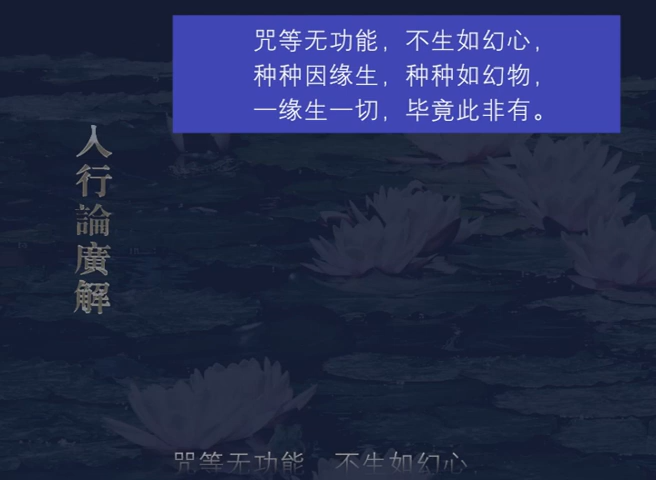 咒等无功能，不生如幻心，
种种因缘生，种种如幻物，
一缘生一切，毕竟此非有。
入行論廣解
咒等无功能　不生如幻心